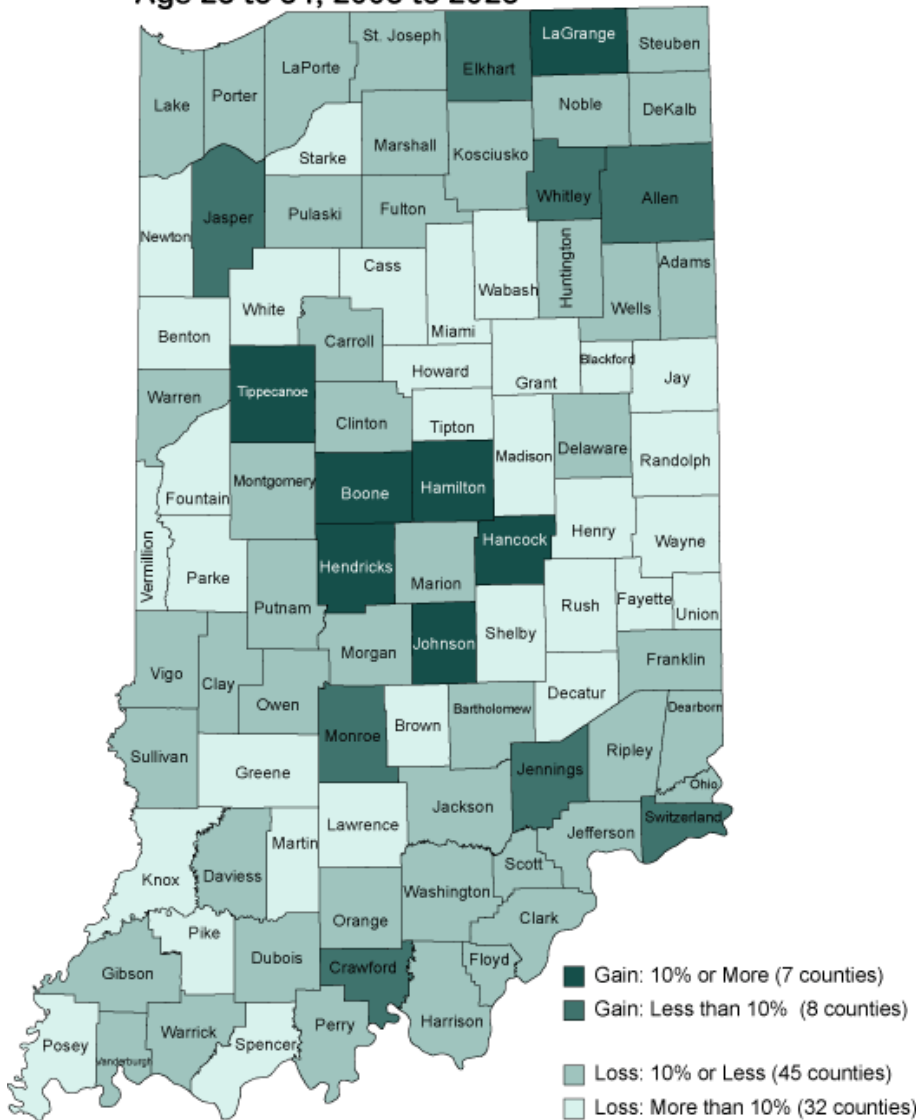 Age 25 to 54, 2005 to 2025
St. Joseph
LaGrange
Steuben
Elkhart
LaPorte
Lake
Porter
Noble
DeKalb
Starke
Marshall
Kosciusko
Whitley
Allen
Jasper
Pulaski
Fulton
Newton
Huntington
Adams
Cass
Wabash
White
Wells
Miami
Benton
Carroll
Howard
Blackford
Grant
Jay
Tippecanoe
Warren
Clinton
Tipton
Delaware
Madison
Randolph
Montgomery
Boone
Hamilton
Fountain
Henry
Wayne
Hancock
Vermillion
Hendricks
Marion
Parke
Putnam
Rush
Fayette
Union
Shelby
Johnson
Morgan
Franklin
Vigo
Clay
Decatur
Owen
Dearborn
Bartholomew
Brown
Monroe
Ripley
Sullivan
Greene
Jennings
Ohio
Jackson
Switzerland
Lawrence
Jefferson
Martin
Scott
Knox
Daviess
Washington
Orange
Clark
Pike
Dubois
Floyd
Crawford
Gibson
Harrison
Perry
Warrick
Spencer
Posey
Vanderburgh
Gain: 10% or More (7 counties)
Gain: Less than 10% (8 counties)
Loss: 10% or Less (45 counties)
Loss: More than 10% (32 counties)